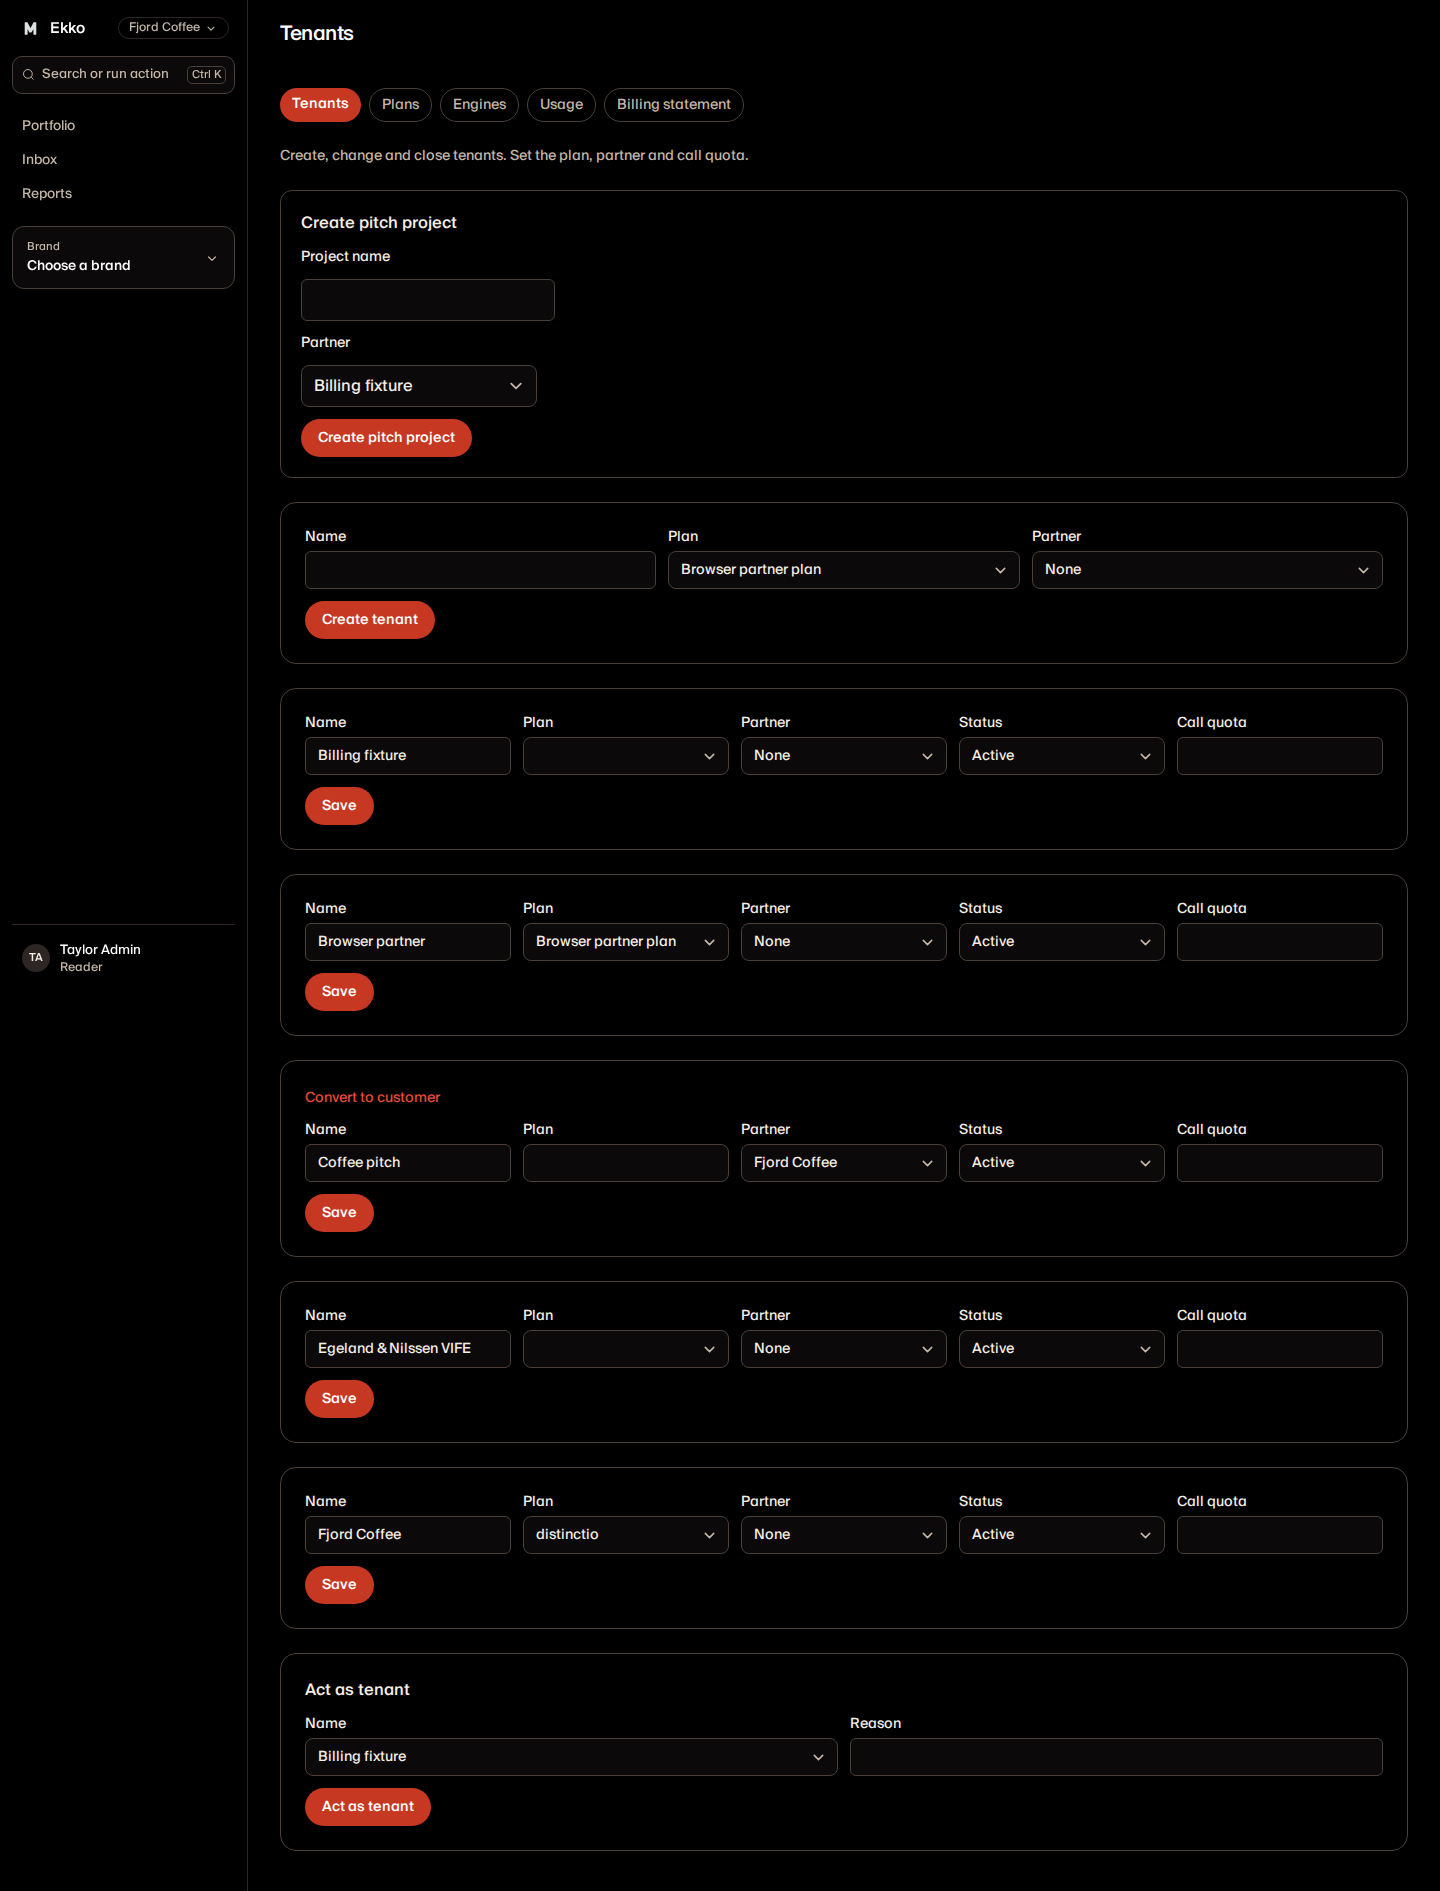 Ekko
Fjord Coffee
Search or run action
Ctrl K
Portfolio
Inbox
Reports
Brand
Choose a brand
TA
Taylor Admin
Reader
Tenants
Tenants Plans Engines Usage Billing statement
Create, change and close tenants. Set the plan, partner and call quota.
Create pitch project
Project name
Partner
Billing fixture
Create pitch project
Name Plan Partner
Browser partner plan None
Create tenant
Name Plan Partner Status Call quota
Billing fixture None Active
Save
Name Plan Partner Status Call quota
Browser partner Browser partner plan None Active
Save
Convert to customer
Name Plan Partner Status Call quota
Coffee pitch Fjord Coffee Active
Save
Name Plan Partner Status Call quota
Egeland & Nilssen VIFE None Active
Save
Name Plan Partner Status Call quota
Fjord Coffee distinctio None Active
Save
Act as tenant
Name Reason
Billing fixture
Act as tenant